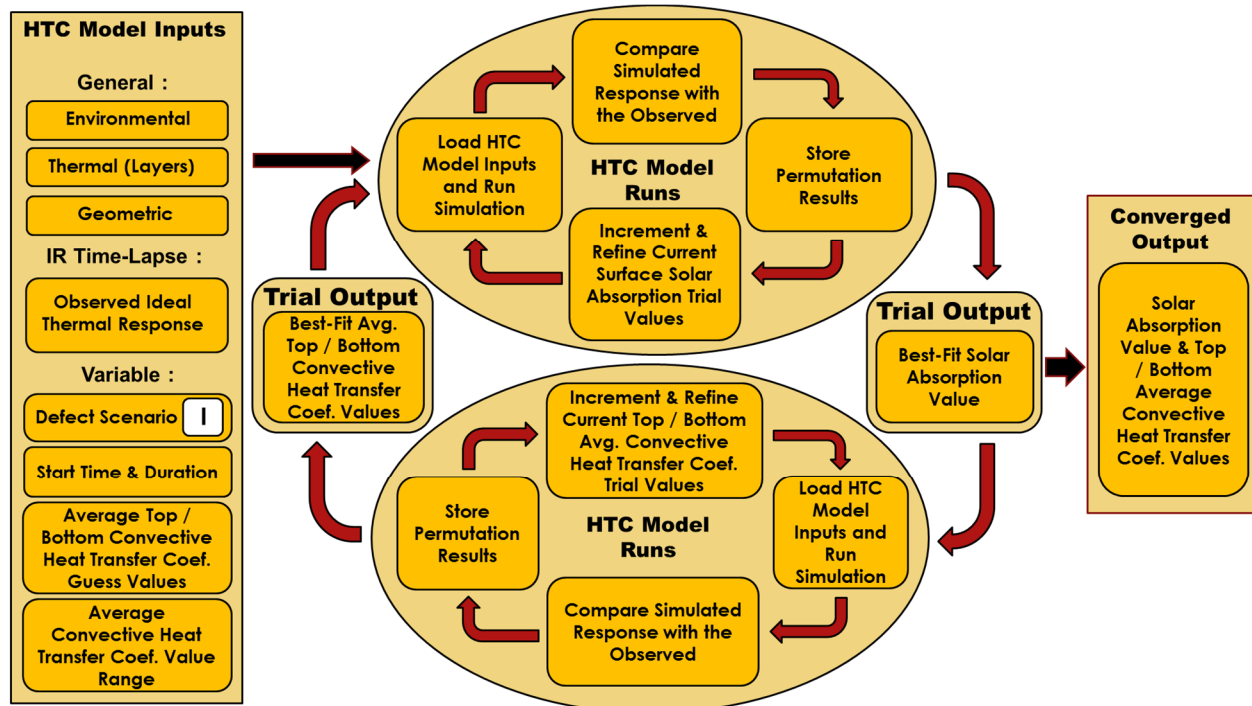 HTC Model Inputs
General :
Environmental
Thermal (Layers)
Geometric
IR Time-Lapse :
Observed Ideal
Thermal Response
Variable :
Defect Scenario
I
Start Time & Duration
Average Top /
Bottom Convective
Heat Transfer Coef.
Guess Values
Average
Convective Heat
Transfer Coef. Value
Range
Trial Output
Best-Fit Avg.
Top / Bottom
Convective
Heat Transfer
Coef. Values
Compare
Simulated
Response with
the Observed
Load HTC
Model Inputs
and Run
Simulation
HTC Model
Runs
Store
Permutation
Results
Increment &
Refine Current
Surface Solar
Absorption Trial
Values
Increment & Refine
Current Top / Bottom
Avg. Convective
Heat Transfer Coef.
Trial Values
Store
Permutation
Results
HTC Model
Runs
Load HTC
Model
Inputs and
Run
Simulation
Compare Simulated
Response with the
Observed
Trial Output
Best-Fit Solar
Absorption
Value
Converged
Output
Solar
Absorption
Value & Top
/ Bottom
Average
Convective
Heat Transfer
Coef. Values